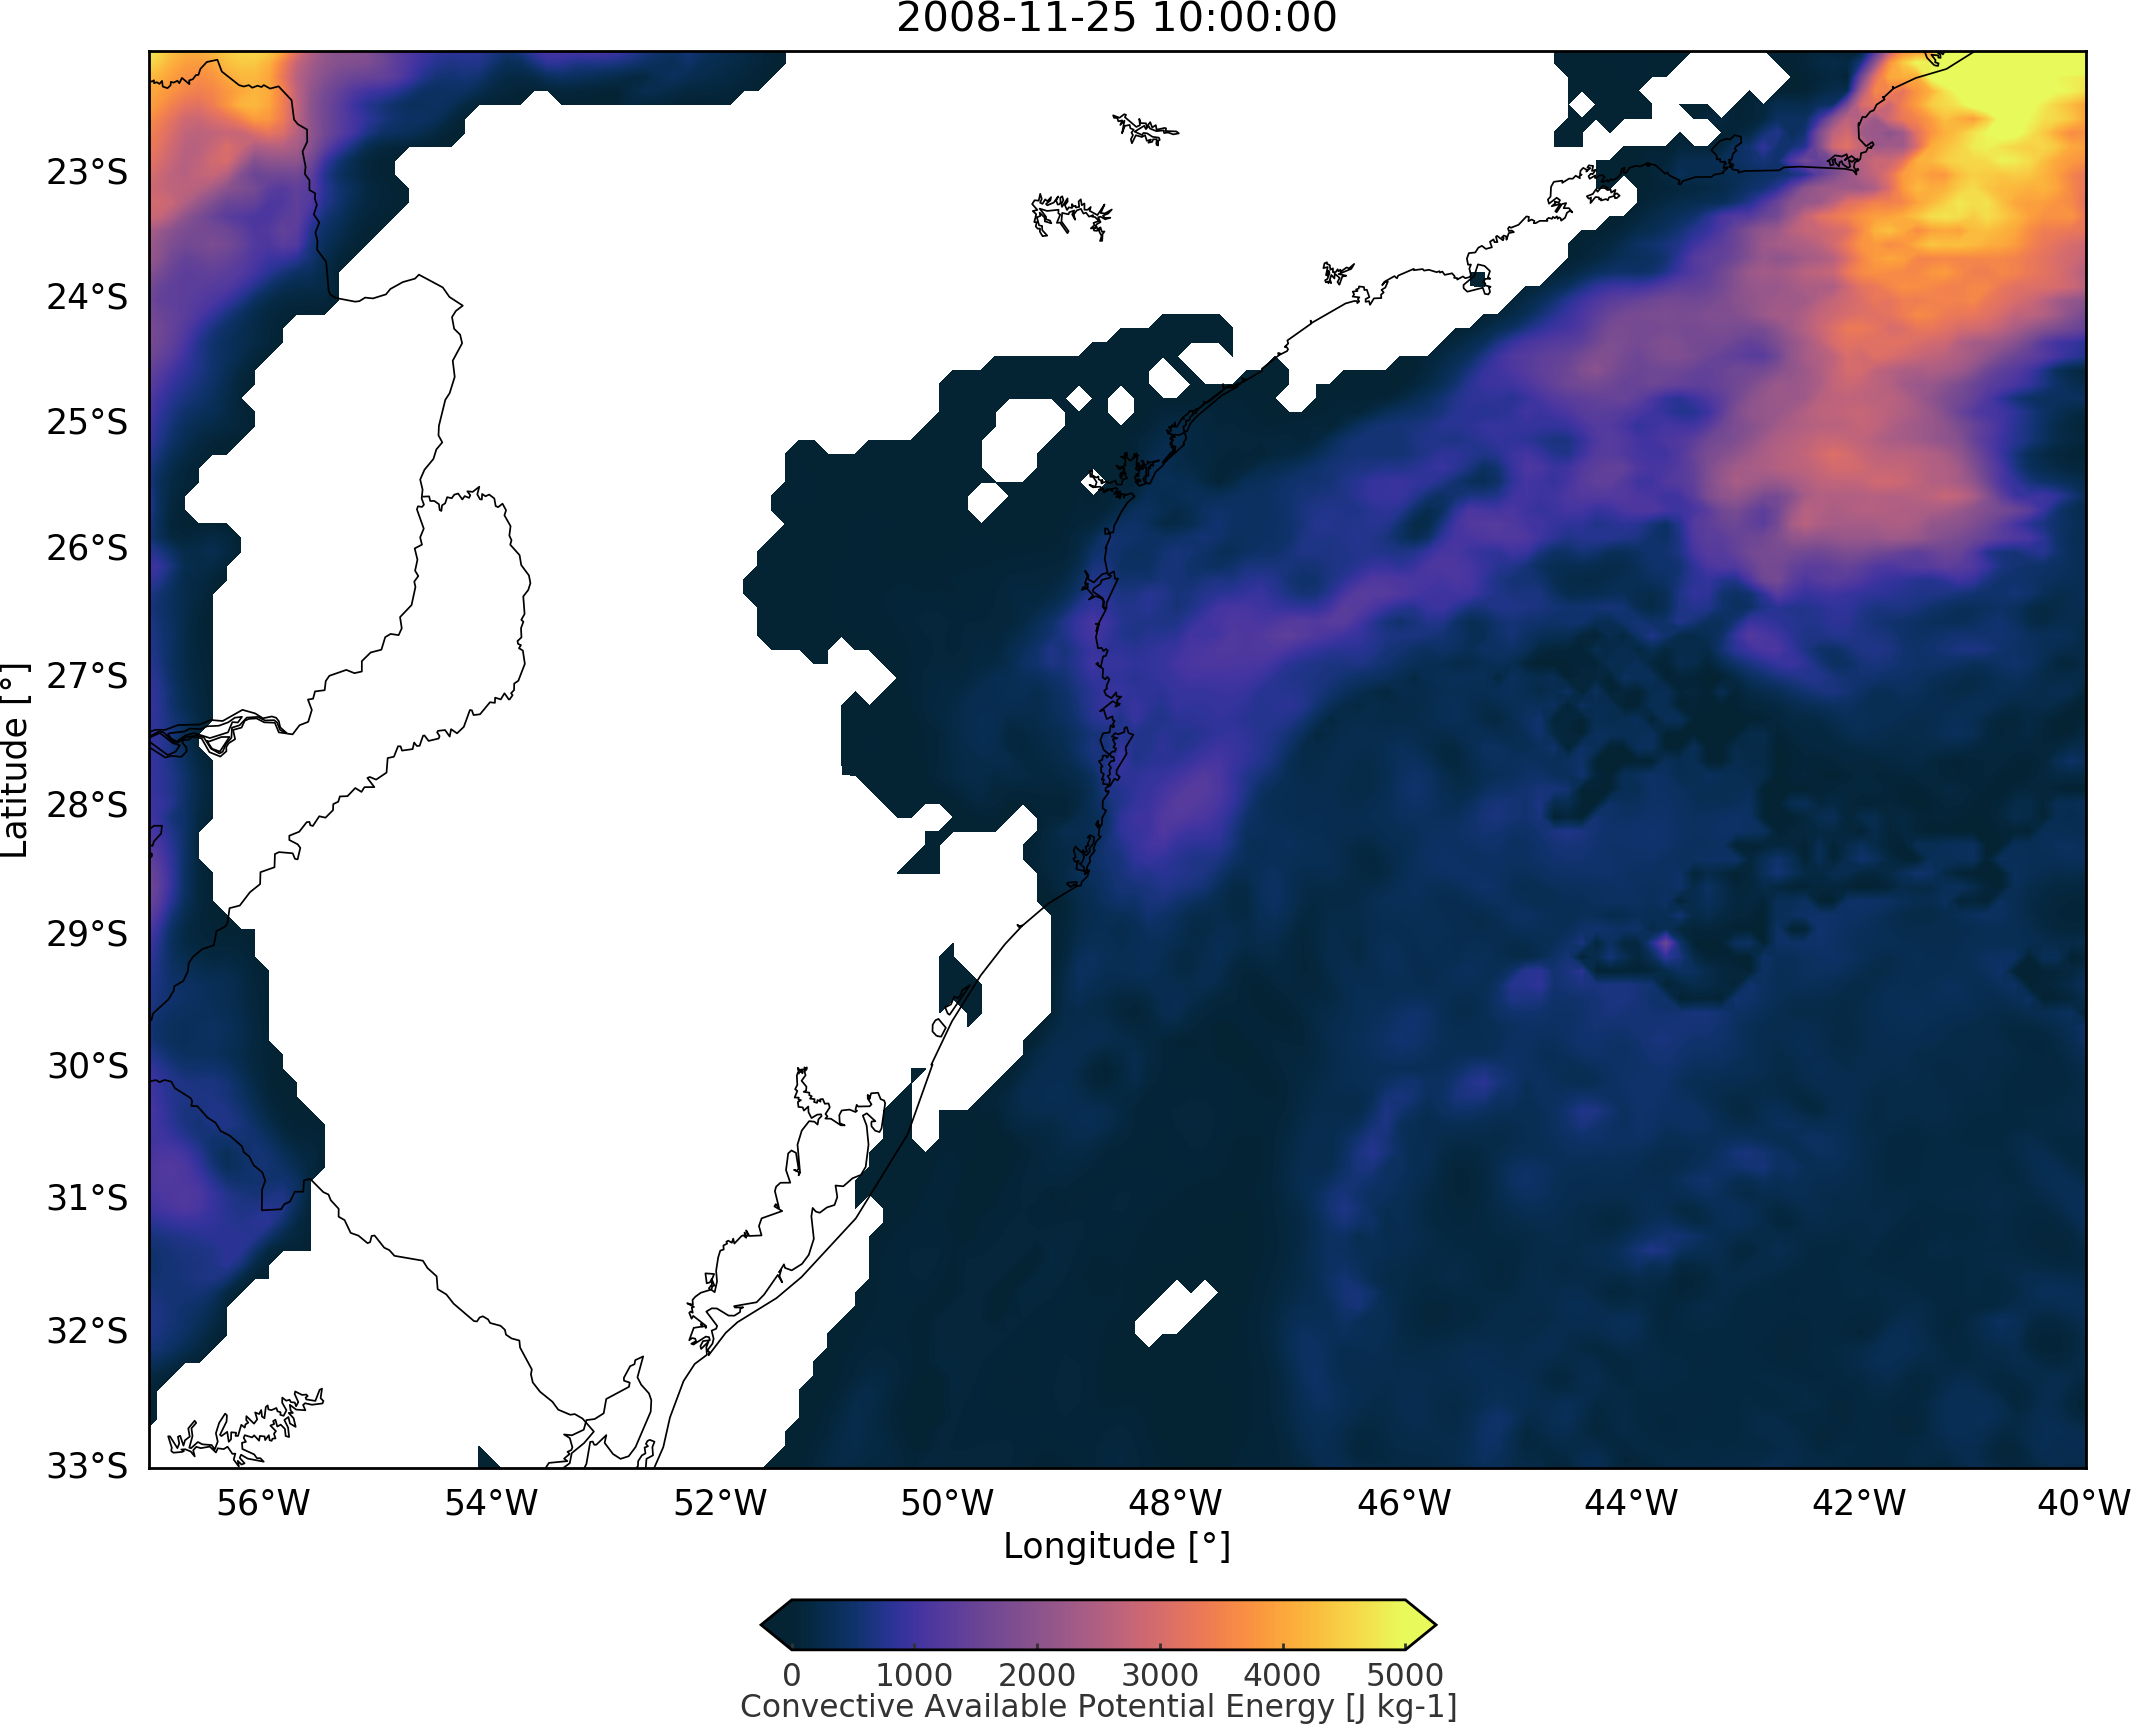 2008-11-25 10:00:00
23°S
24°S
25°S
26°S
27°S
28°S
29°S
30°S
31°S
32°S
33°S
Latitude [°]
56°W 54°W 52°W 50°W 48°W 46°W 44°W 42°W 40°W
Longitude [°]
0 1000 2000 3000 4000 5000
Convective Available Potential Energy [J kg-1]